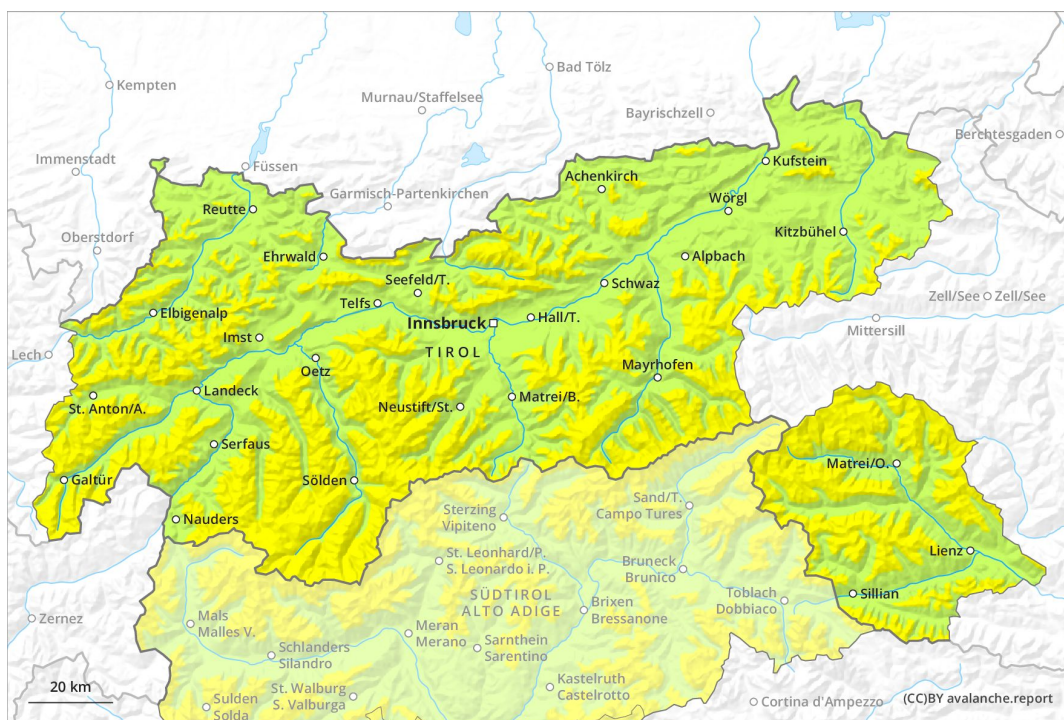 Kempten
Bad Tölz
Murnau/Staffelsee
Bayrischzell
Berchtesgaden
Immenstadt
Füssen
Kufstein
Garmisch-Partenkirchen
Achenkirch
Reutte
Wörgl
Oberstdorf
Kitzbühel
Ehrwald
Alpbach
Seefeld/T.
Schwaz
Zell/See
Zell/See
Telfs
Elbigenalp
Innsbruck
Hall/T.
Mittersill
Imst
Lech
TIROL
Mayrhofen
Oetz
Landeck
Matrei/B.
St. Anton/A.
Neustift/St.
Serfaus
Matrei/O.
Galtür
Sölden
Sand/T.
Campo Tures
Sterzing
Vipiteno
Nauders
Lienz
St. Leonhard/P.
S. Leonardo i. P.
Bruneck
Brunico
SÜDTIROL
ALTO ADIGE
Toblach
Dobbiaco
Sillian
Brixen
Bressanone
Zernez
Mals
Malles V.
Meran
Merano
Sarnthein
Sarentino
Schlanders
Silandro
Kastelruth
Castelrotto
20 km
St. Walburg
S. Valburga
Sulden
Solda
Cortina d'Ampezzo
(CC)BY avalanche.report